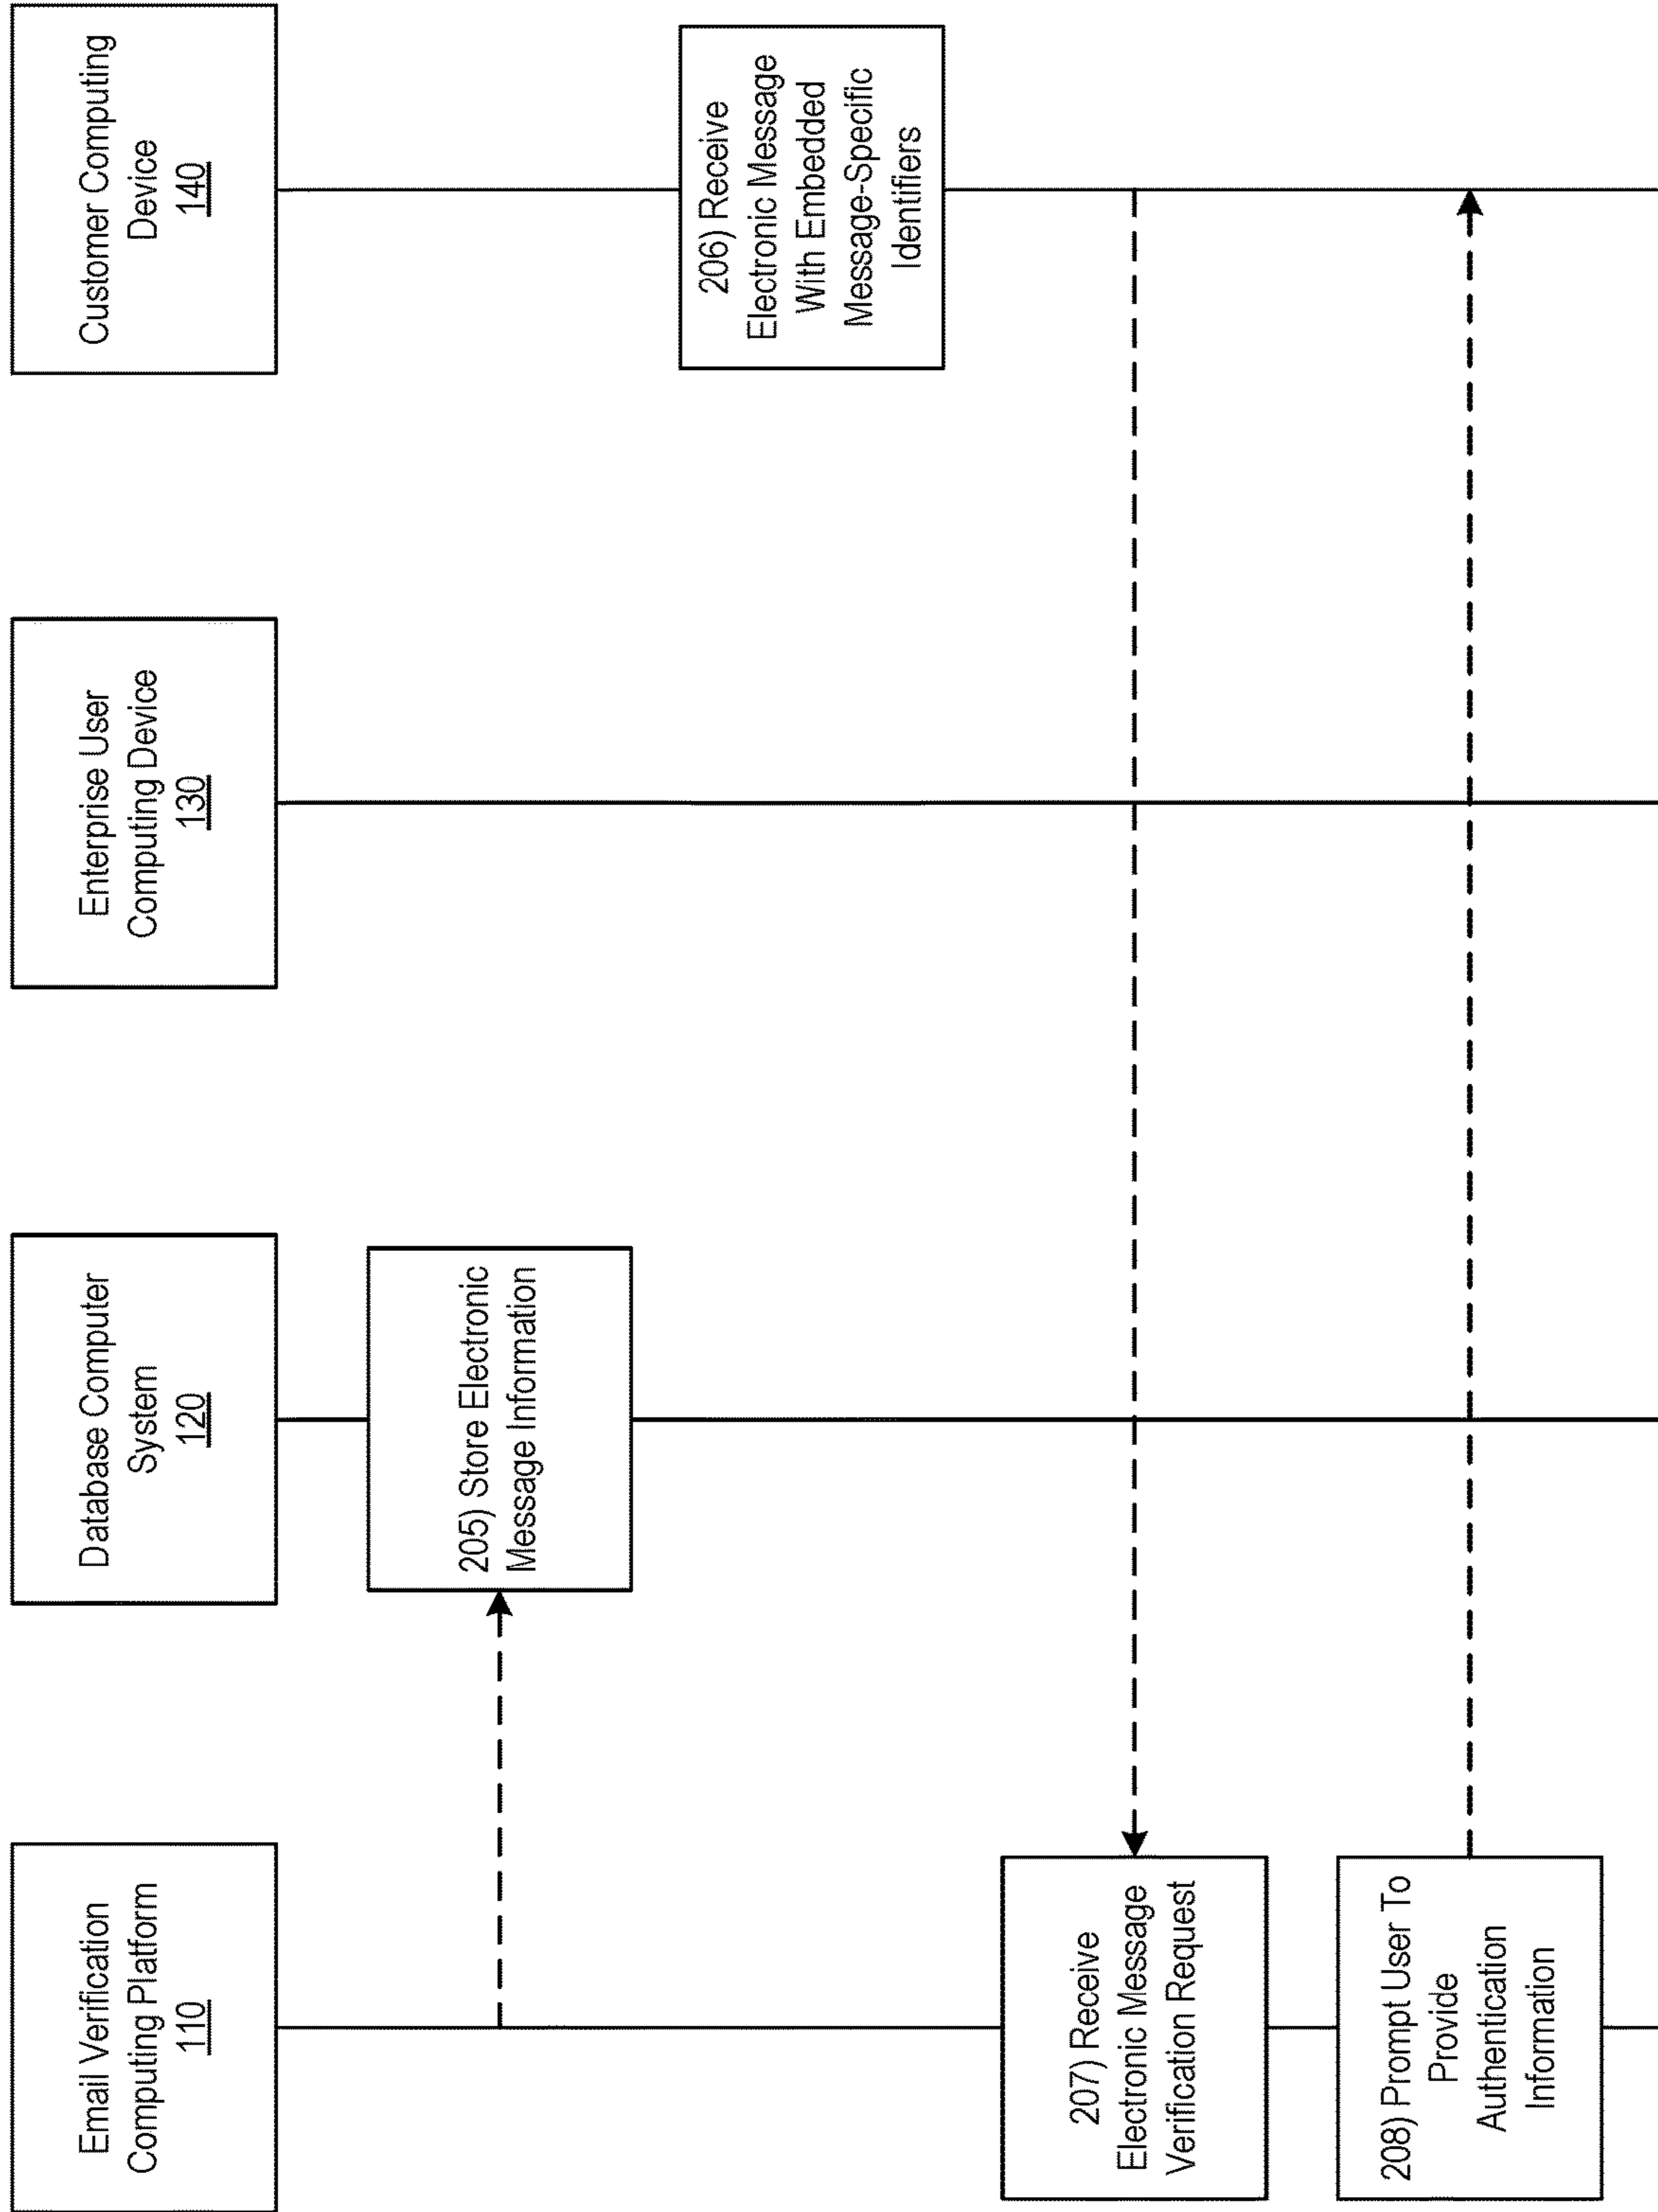 Email Verification
Computing Platform
110
Database Computer
System
120
Enterprise User
Computing Device
130
Customer Computing
Device
140
205) Store Electronic
Message Information
206) Receive
Electronic Message
With Embedded
Message-Specific
Identifiers
207) Receive
Electronic Message
Verification Request
208) Prompt User To
Provide
Authentication
Information